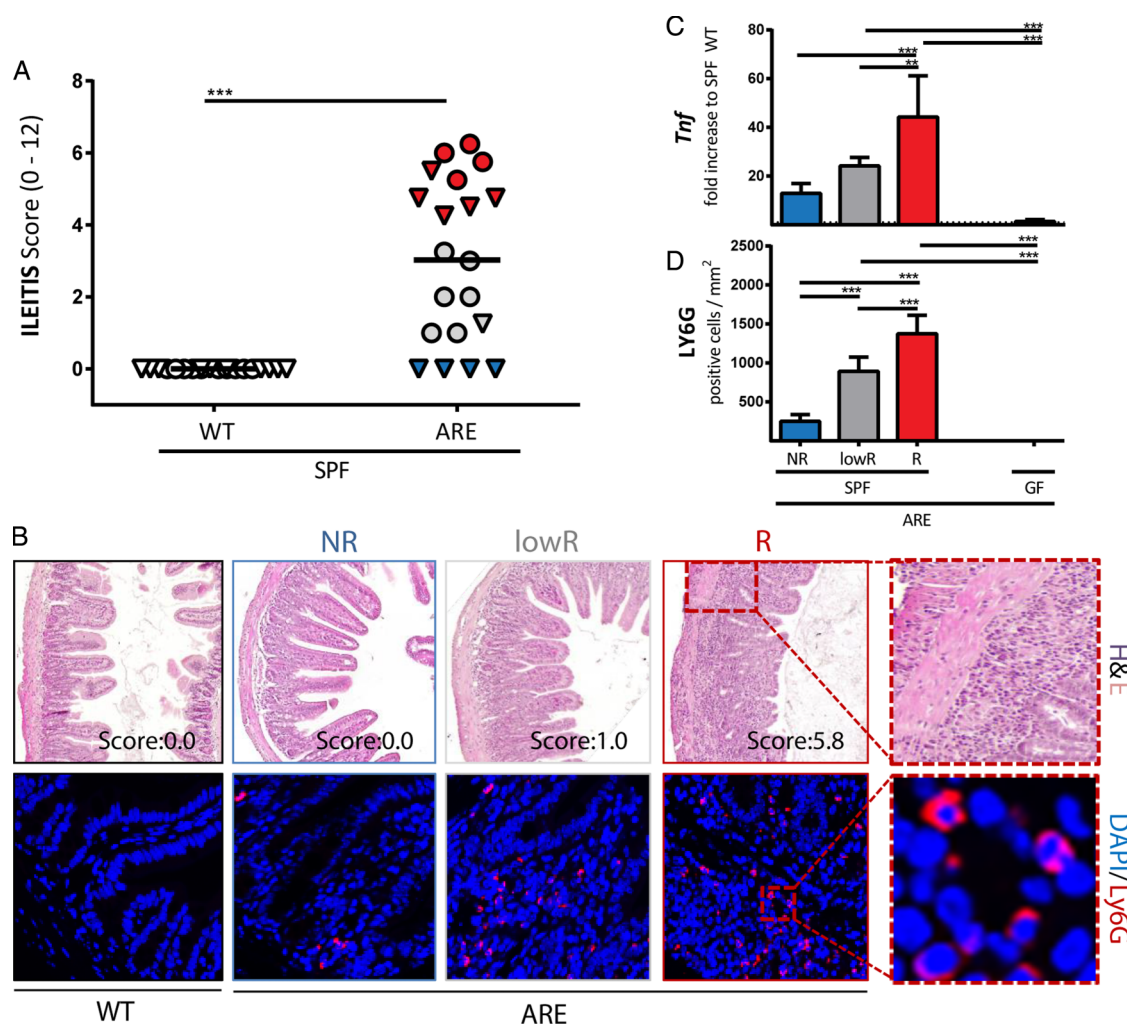 A
ILEITIS Score (0 - 12)
8
6
4
2
0
***
WT
ARE
SPF
C
Tnf
fold increase to SPF WT
80
60
40
20
***
***
***
**
D
LY6G
positive cells / mm²
2500
2000
1500
1000
500
***
***
***
***
***
NR
lowR
R
SPF
GF
ARE
B
NR
lowR
R
Score:0.0
Score:0.0
Score:1.0
Score:5.8
H&E
DAPI/Ly6G
WT
ARE